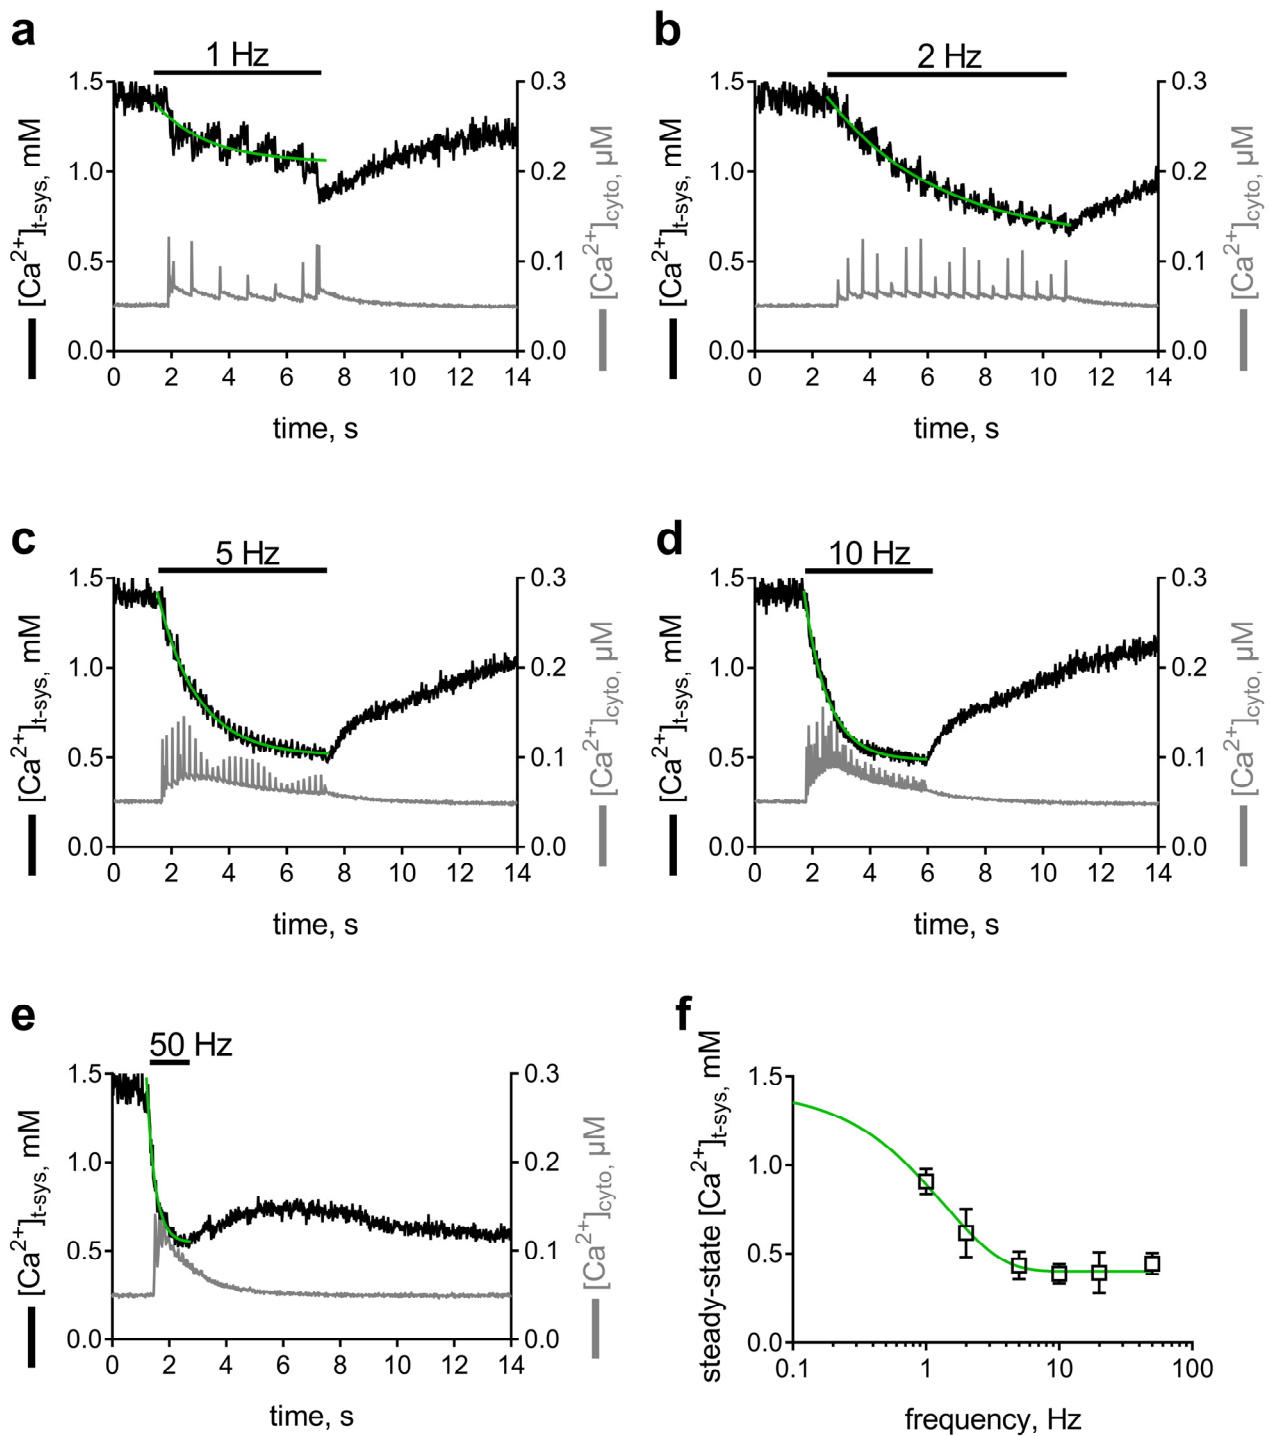 a
1 Hz
1.5
1.0
0.5
0.0
0.3
0.2
0.1
0.0
[Ca2+]t-sys, mM
[Ca2+]cyto, µM
0 2 4 6 8 10 12 14
time, s
b
2 Hz
1.5
1.0
0.5
0.0
0.3
0.2
0.1
0.0
[Ca2+]t-sys, mM
[Ca2+]cyto, µM
0 2 4 6 8 10 12 14
time, s
c
5 Hz
1.5
1.0
0.5
0.0
0.3
0.2
0.1
0.0
[Ca2+]t-sys, mM
[Ca2+]cyto, µM
0 2 4 6 8 10 12 14
time, s
d
10 Hz
1.5
1.0
0.5
0.0
0.3
0.2
0.1
0.0
[Ca2+]t-sys, mM
[Ca2+]cyto, µM
0 2 4 6 8 10 12 14
time, s
e
50 Hz
1.5
1.0
0.5
0.0
0.3
0.2
0.1
0.0
[Ca2+]t-sys, mM
[Ca2+]cyto, µM
0 2 4 6 8 10 12 14
time, s
f
steady-state [Ca2+]t-sys, mM
1.5
1.0
0.5
0.0
0.1 1 10 100
frequency, Hz